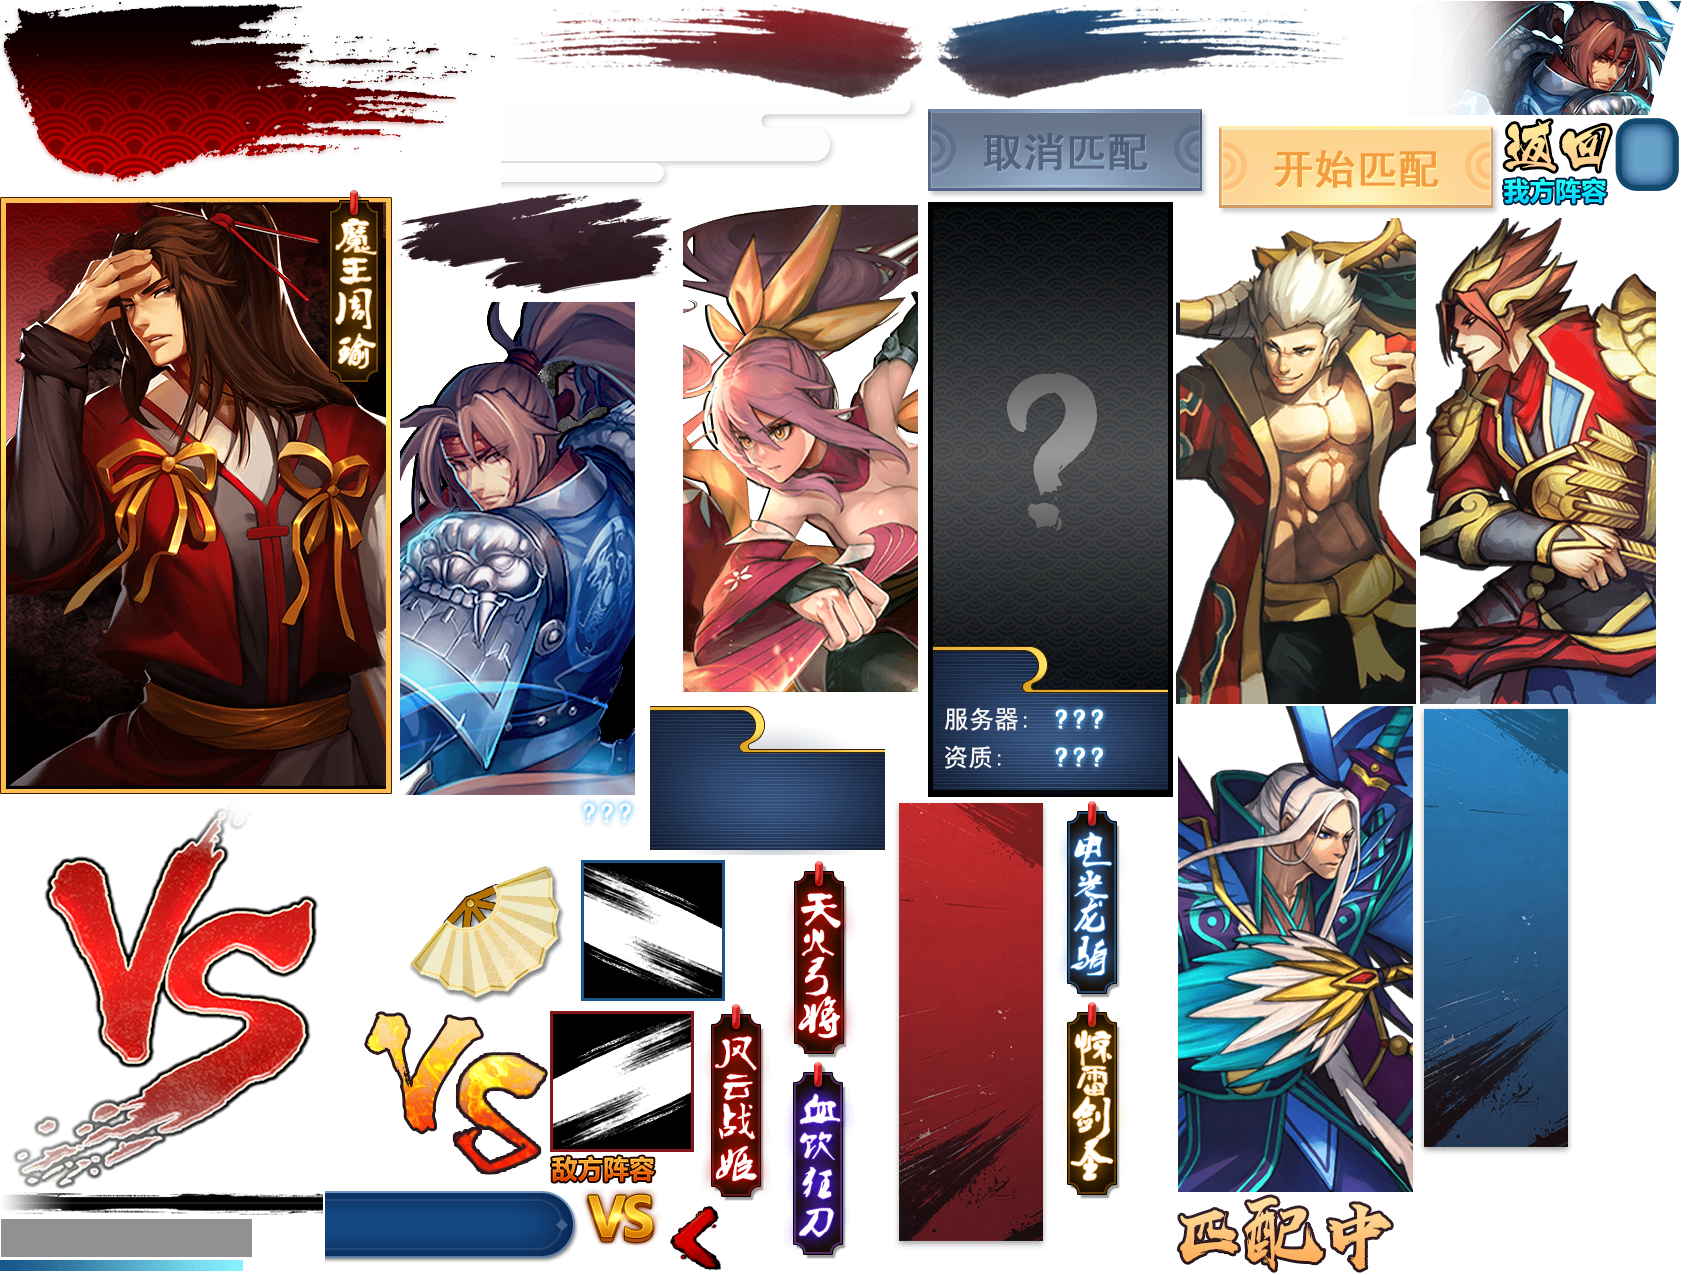 取消匹配
开始匹配
返回
我方阵容
魔王周瑜
服务器： ？？？
资质： ？？？
？？？
VS
天火弓将
电光龙骑
VS
风云战姬
血饮狂刀
惊雷剑圣
敌方阵容
VS
匹配中